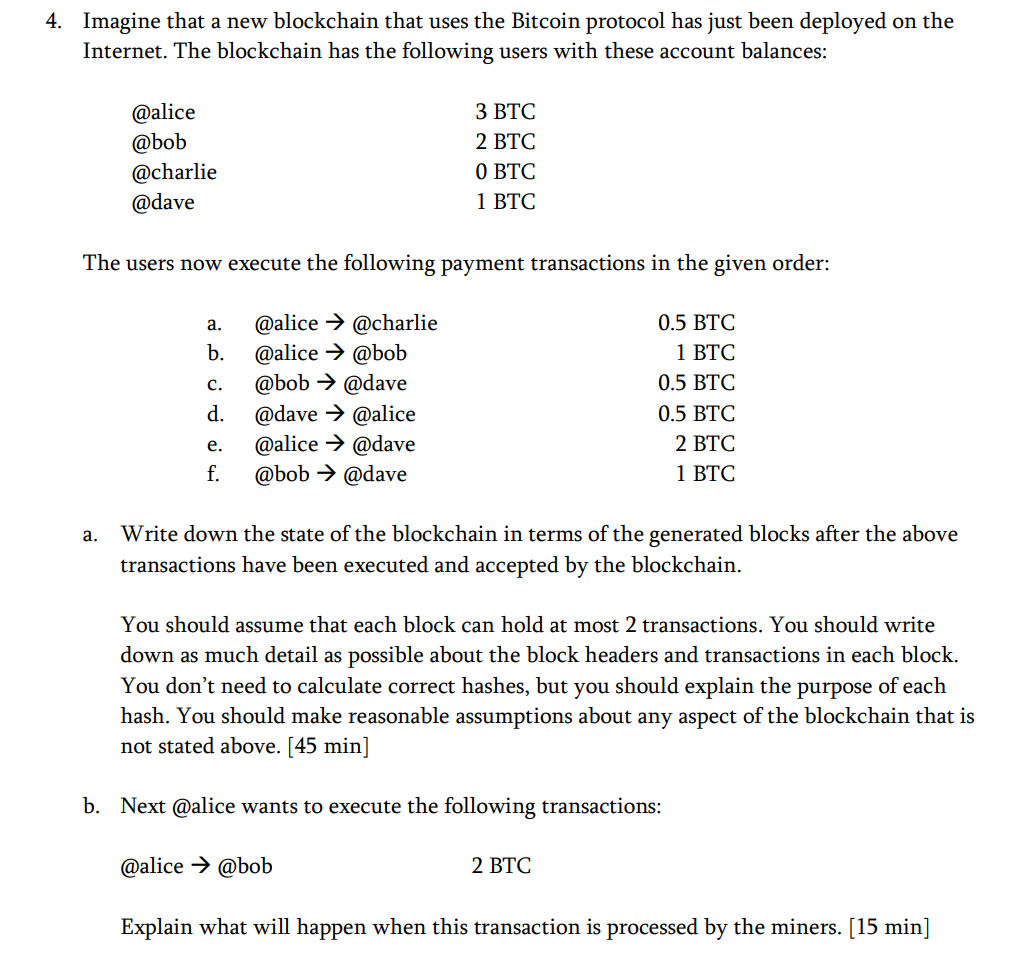 4. Imagine that a new blockchain that uses the Bitcoin protocol has just been deployed on the
Internet. The blockchain has the following users with these account balances:
@alice 3 BTC
@bob 2 BTC
@charlie 0 BTC
@dave 1 BTC
The users now execute the following payment transactions in the given order:
a. @alice → @charlie 0.5 BTC
b. @alice → @bob 1 BTC
c. @bob → @dave 0.5 BTC
d. @dave → @alice 0.5 BTC
e. @alice → @dave 2 BTC
f. @bob → @dave 1 BTC
a. Write down the state of the blockchain in terms of the generated blocks after the above
transactions have been executed and accepted by the blockchain.
You should assume that each block can hold at most 2 transactions. You should write
down as much detail as possible about the block headers and transactions in each block.
You don’t need to calculate correct hashes, but you should explain the purpose of each
hash. You should make reasonable assumptions about any aspect of the blockchain that is
not stated above. [45 min]
b. Next @alice wants to execute the following transactions:
@alice → @bob 2 BTC
Explain what will happen when this transaction is processed by the miners. [15 min]